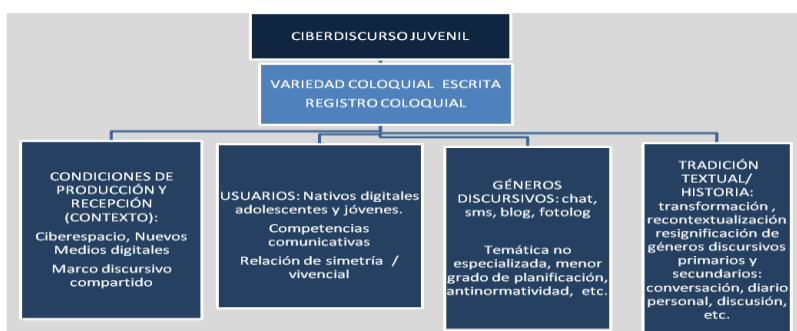 CIBERDISCURSO JUVENIL
VARIEDAD COLOQUIAL ESCRITA
REGISTRO COLOQUIAL
CONDICIONES DE
PRODUCCIÓN Y
RECEPCIÓN
(CONTEXTO):
Ciberespacio, Nuevos
Medios digitales
Marco discursivo
compartido
USUARIOS: Nativos digitales
adolescentes y jóvenes.
Competencias
comunicativas
Relación de simetría /
vivencial
GÉNEROS
DISCURSIVOS: chat,
sms, blog, fotolog
Temática no
especializada, menor
grado de planificación,
antinormatividad, etc.
TRADICIÓN
TEXTUAL/
HISTORIA:
transformación ,
recontextualización
resignificación de
géneros discursivos
primarios y
secundarios:
conversación, diario
personal, discusión,
etc.